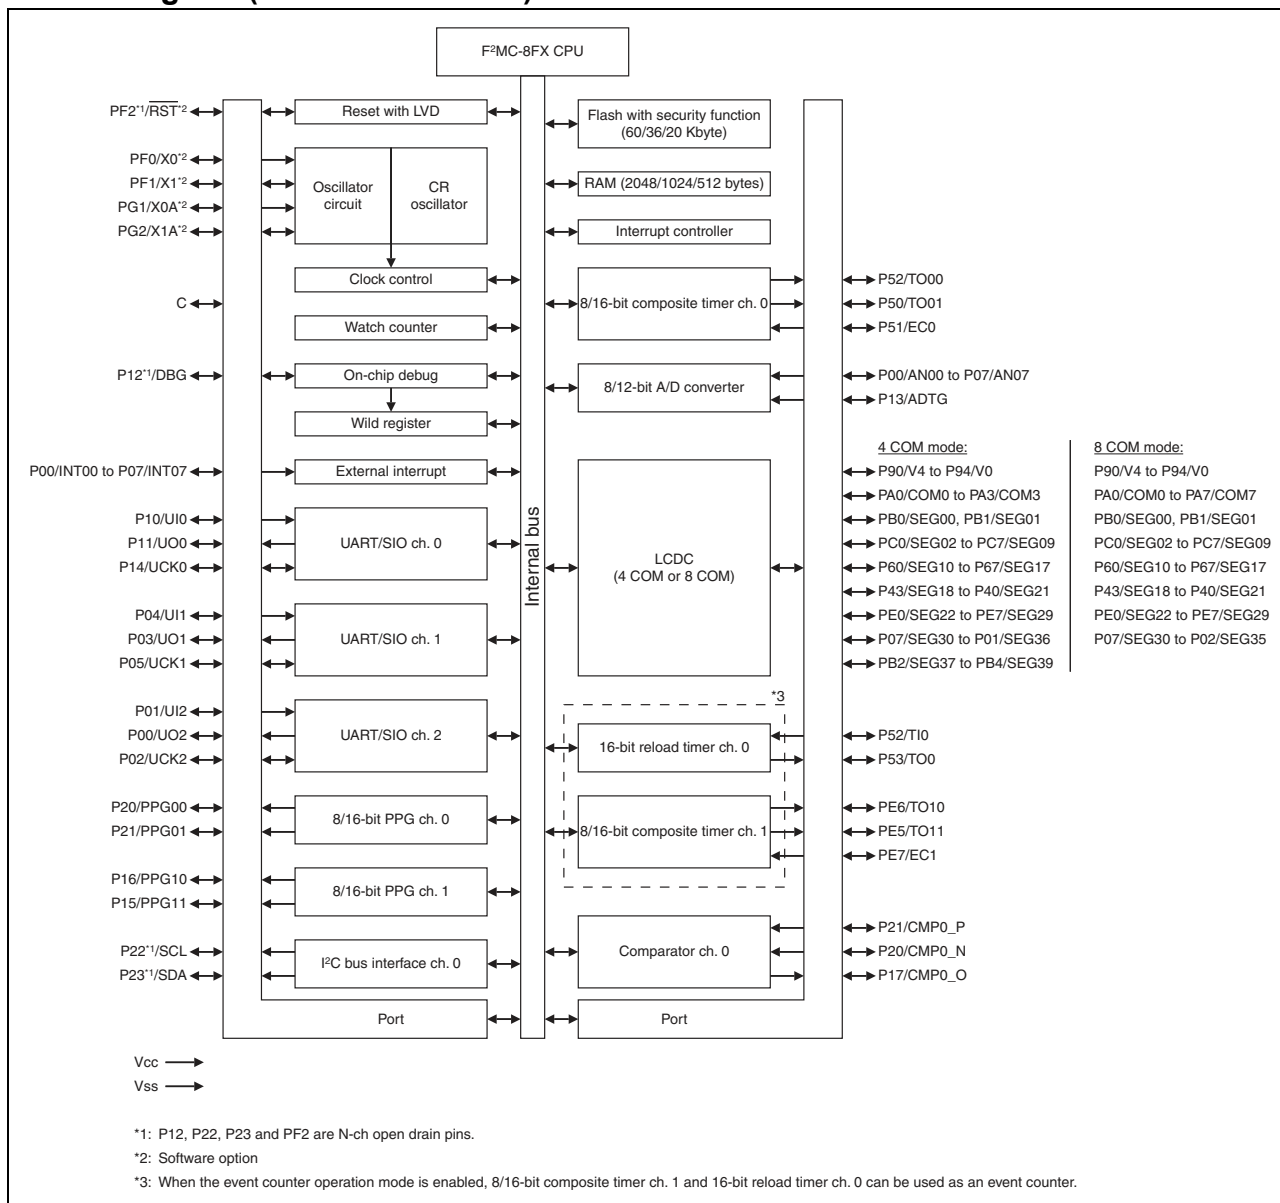 F²MC-8FX CPU
PF2*1/RST*2
PF0/X0*2
PF1/X1*2
PG1/X0A*2
PG2/X1A*2
C
P12*1/DBG
P00/INT00 to P07/INT07
P10/UI0
P11/UO0
P14/UCK0
P04/UI1
P03/UO1
P05/UCK1
P01/UI2
P00/UO2
P02/UCK2
P20/PPG00
P21/PPG01
P16/PPG10
P15/PPG11
P22*1/SCL
P23*1/SDA
Reset with LVD
Oscillator
circuit
CR
oscillator
Clock control
Watch counter
On-chip debug
Wild register
External interrupt
UART/SIO ch. 0
UART/SIO ch. 1
UART/SIO ch. 2
8/16-bit PPG ch. 0
8/16-bit PPG ch. 1
I²C bus interface ch. 0
Port
Internal bus
Flash with security function
(60/36/20 Kbyte)
RAM (2048/1024/512 bytes)
Interrupt controller
8/16-bit composite timer ch. 0
8/12-bit A/D converter
LCDC
(4 COM or 8 COM)
*3
16-bit reload timer ch. 0
8/16-bit composite timer ch. 1
Comparator ch. 0
Port
P52/TO00
P50/TO01
P51/EC0
P00/AN00 to P07/AN07
P13/ADTG
4 COM mode:
P90/V4 to P94/V0
PA0/COM0 to PA3/COM3
PB0/SEG00, PB1/SEG01
PC0/SEG02 to PC7/SEG09
P60/SEG10 to P67/SEG17
P43/SEG18 to P40/SEG21
PE0/SEG22 to PE7/SEG29
P07/SEG30 to P01/SEG36
PB2/SEG37 to PB4/SEG39
8 COM mode:
P90/V4 to P94/V0
PA0/COM0 to PA7/COM7
PB0/SEG00, PB1/SEG01
PC0/SEG02 to PC7/SEG09
P60/SEG10 to P67/SEG17
P43/SEG18 to P40/SEG21
PE0/SEG22 to PE7/SEG29
P07/SEG30 to P02/SEG35
P52/TI0
P53/TO0
PE6/TO10
PE5/TO11
PE7/EC1
P21/CMP0_P
P20/CMP0_N
P17/CMP0_O
Vcc
Vss
*1: P12, P22, P23 and PF2 are N-ch open drain pins.
*2: Software option
*3: When the event counter operation mode is enabled, 8/16-bit composite timer ch. 1 and 16-bit reload timer ch. 0 can be used as an event counter.